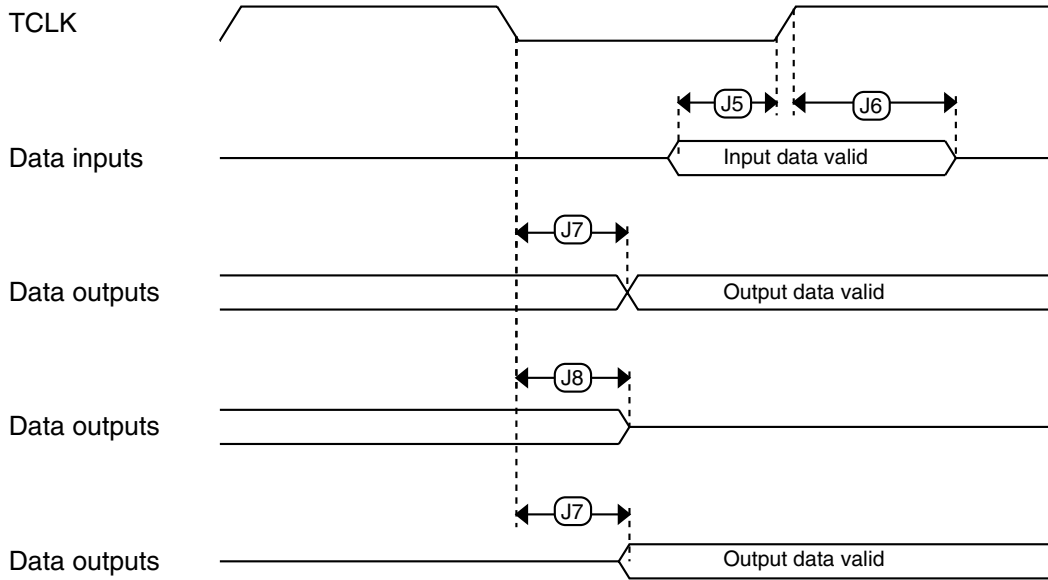 TCLK
J5
J6
Data inputs
Input data valid
J7
Data outputs
Output data valid
J8
Data outputs
J7
Data outputs
Output data valid